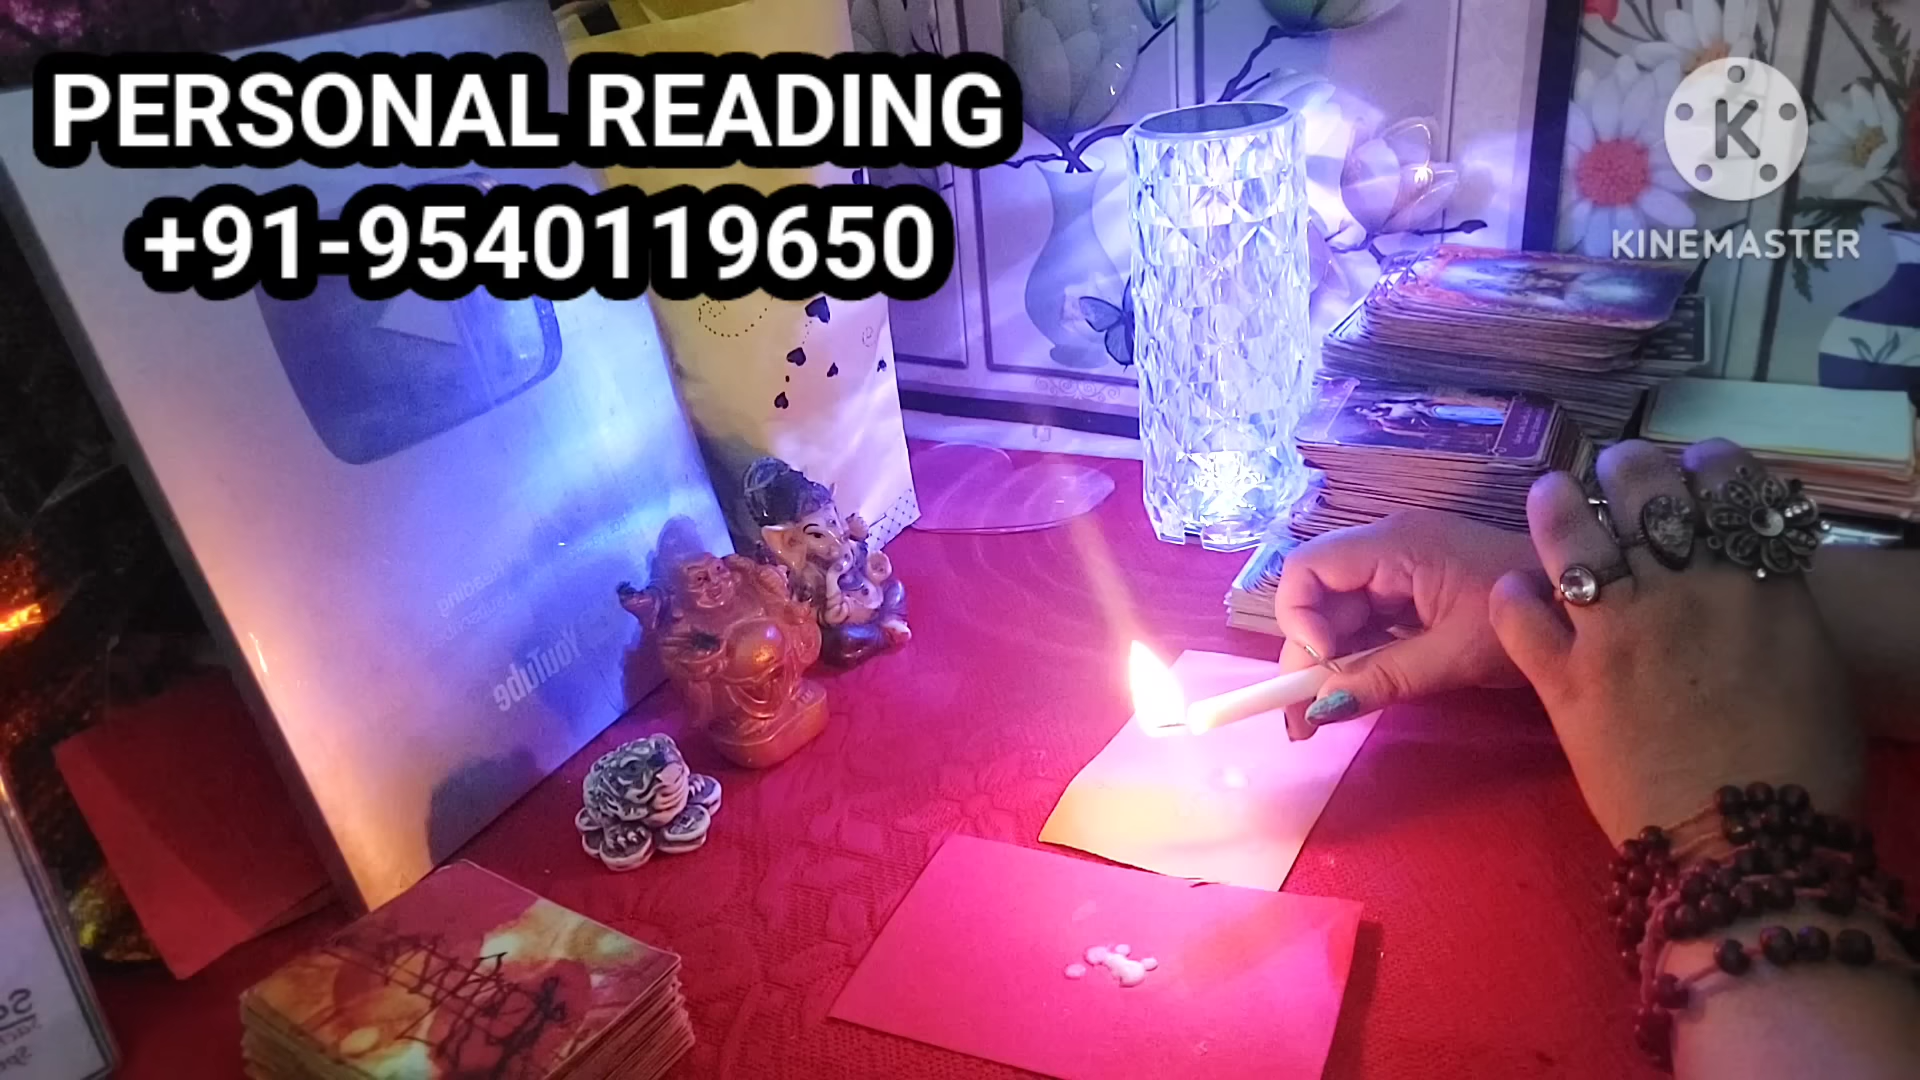 PERSONAL READING
+91-9540119650
K
KINEMASTER
YouTube